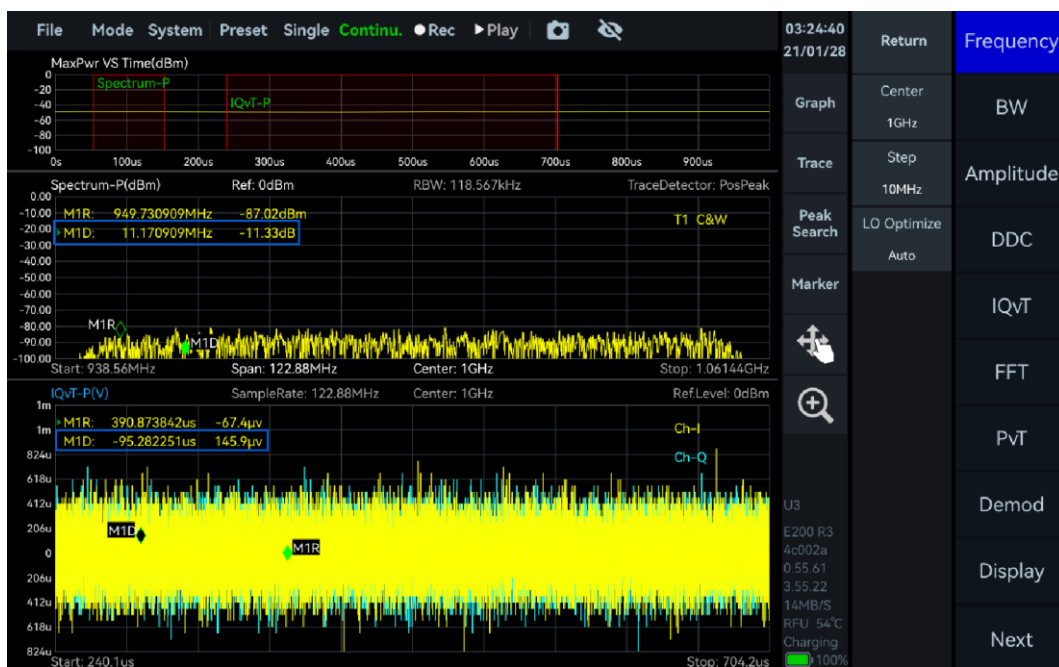 File Mode System Preset Single Continu. Rec Play
MaxPwr VS Time(dBm)
0
-20
-40
-60
-80
-100
Spectrum-P
IQvT-P
0s 100us 200us 300us 400us 500us 600us 700us 800us 900us
Spectrum-P(dBm) Ref: 0dBm RBW: 118.567kHz TraceDetector: PosPeak
0.00
-10.00
-20.00
-30.00
-40.00
-50.00
-60.00
-70.00
-80.00
-90.00
-100.00
M1R: 949.730909MHz -87.02dBm
M1D: 11.170909MHz -11.33dB
T1 C&W
M1R
M1D
Start: 938.56MHz Span: 122.88MHz Center: 1GHz Stop: 1.06144GHz
IQvT-P(V) SampleRate: 122.88MHz Center: 1GHz Ref.Level: 0dBm
1m
1m
824u
618u
412u
206u
0
206u
412u
618u
824u
M1R: 390.873842us -67.4µv
M1D: -95.282251us 145.9µv
Ch-I
Ch-Q
M1D
M1R
Start: 240.1us Stop: 704.2us
03:24:40
21/01/28
Graph
Trace
Peak
Search
Marker
U3
E200 R3
4c002a
0.55.61
3.55.22
14MB/S
RFU 54℃
Charging
100%
Return
Center
1GHz
Step
10MHz
LO Optimize
Auto
Frequency
BW
Amplitude
DDC
IQvT
FFT
PvT
Demod
Display
Next